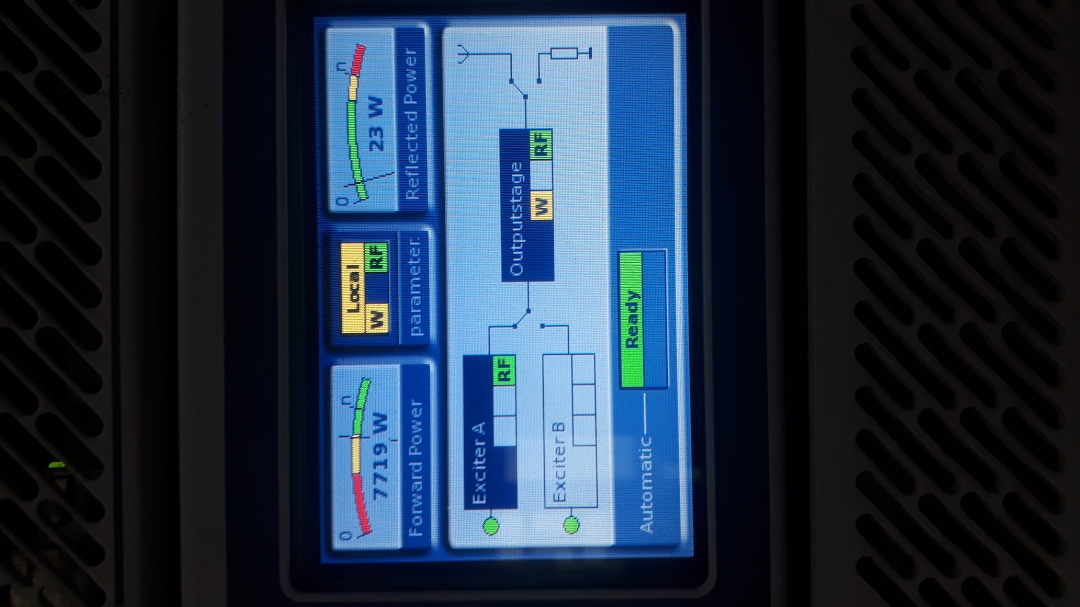 0 n
7719 W
Forward Power
Local
W RF
parameter.
0 n
23 W
Reflected Power
Exciter A
RF
Exciter B
Outputstage
W RF
Automatic
Ready